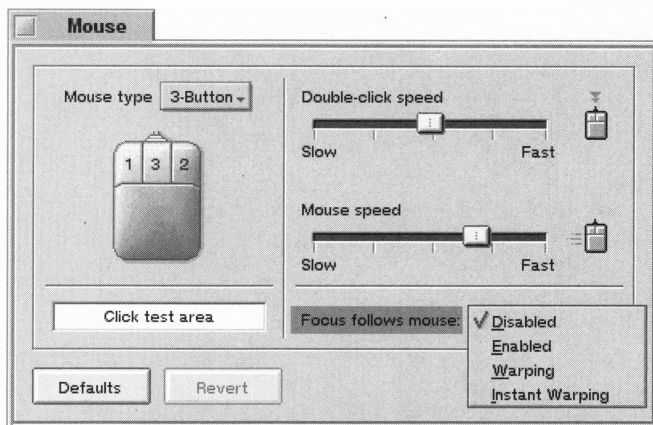 Mouse
Mouse type 3-Button
1 3 2
Click test area
Double-click speed
Slow Fast
Mouse speed
Slow Fast
Focus follows mouse:
Disabled
Enabled
Warping
Instant Warping
Defaults Revert